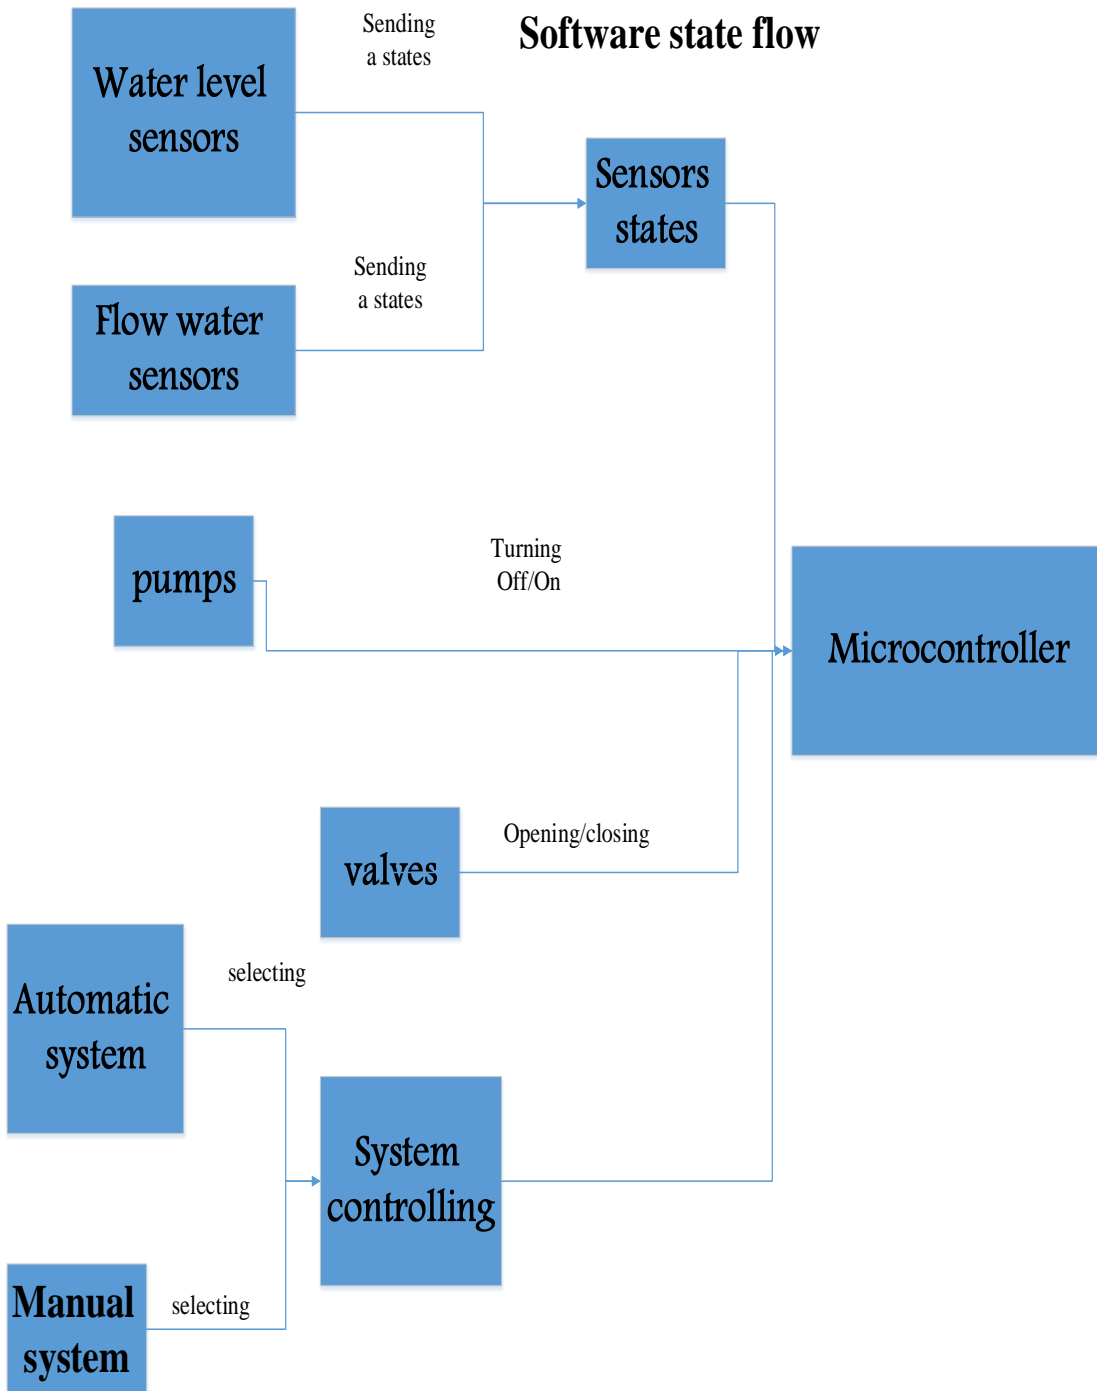 Software state flow
Sending
a states
Water level
sensors
Sensors
states
Sending
a states
Flow water
sensors
Turning
Off/On
pumps
Microcontroller
Opening/closing
valves
selecting
Automatic
system
System
controlling
Manual
system
selecting